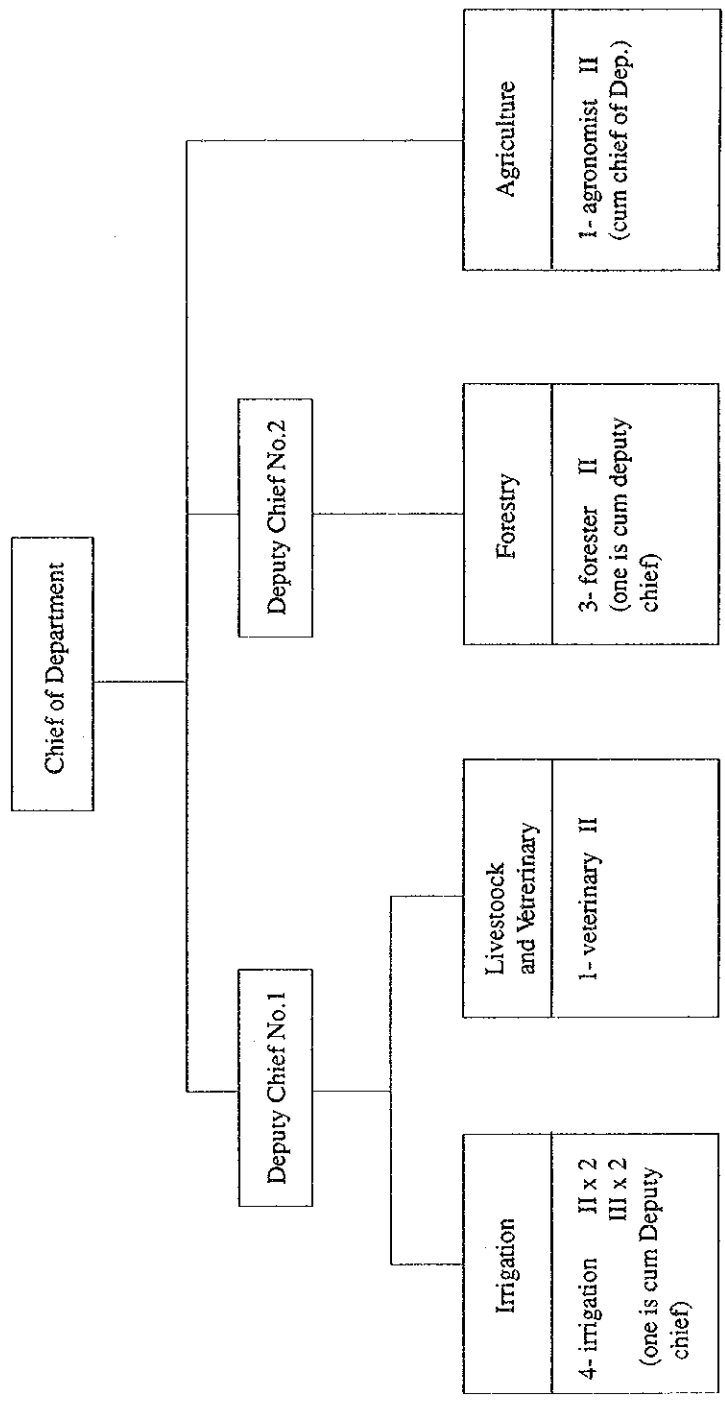 Chief of Department
Deputy Chief No.1
Deputy Chief No.2
Irrigation
4- irrigation II x 2
III x 2
(one is cum Deputy
chief)
Livestoock
and Vetrerinary
1- veterinary II
Forestry
3- forester II
(one is cum deputy
chief)
Agriculture
1- agronomist II
(cum chief of Dep.)